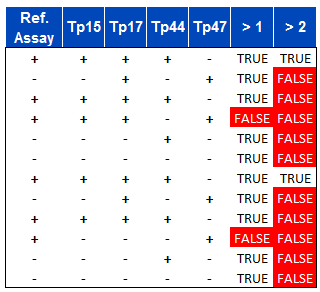 Ref. Assay Tp15 Tp17 Tp44 Tp47 > 1 > 2
+ + + + - TRUE TRUE
- - + - + TRUE FALSE
+ + + + - TRUE FALSE
+ + + - + FALSE FALSE
- - - + - TRUE FALSE
- - - - - TRUE FALSE
+ + + + - TRUE TRUE
- - + - + TRUE FALSE
+ + + + - TRUE FALSE
+ - - - + FALSE FALSE
- - - + - TRUE FALSE
- - - - - TRUE FALSE